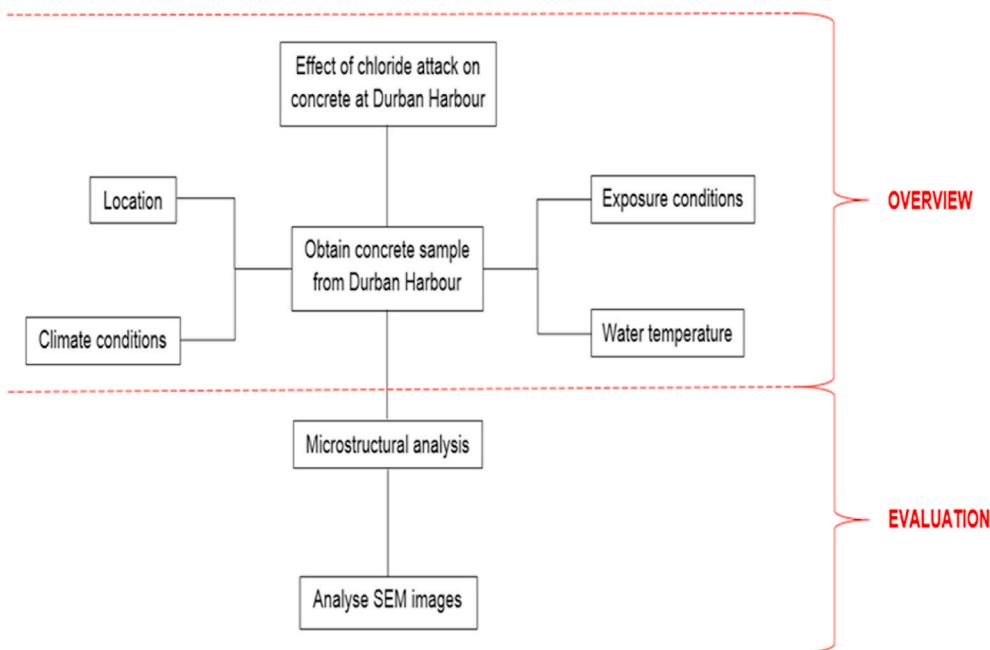 Effect of chloride attack on
concrete at Durban Harbour
Location
Exposure conditions
OVERVIEW
Obtain concrete sample
from Durban Harbour
Climate conditions
Water temperature
Microstructural analysis
EVALUATION
Analyse SEM images